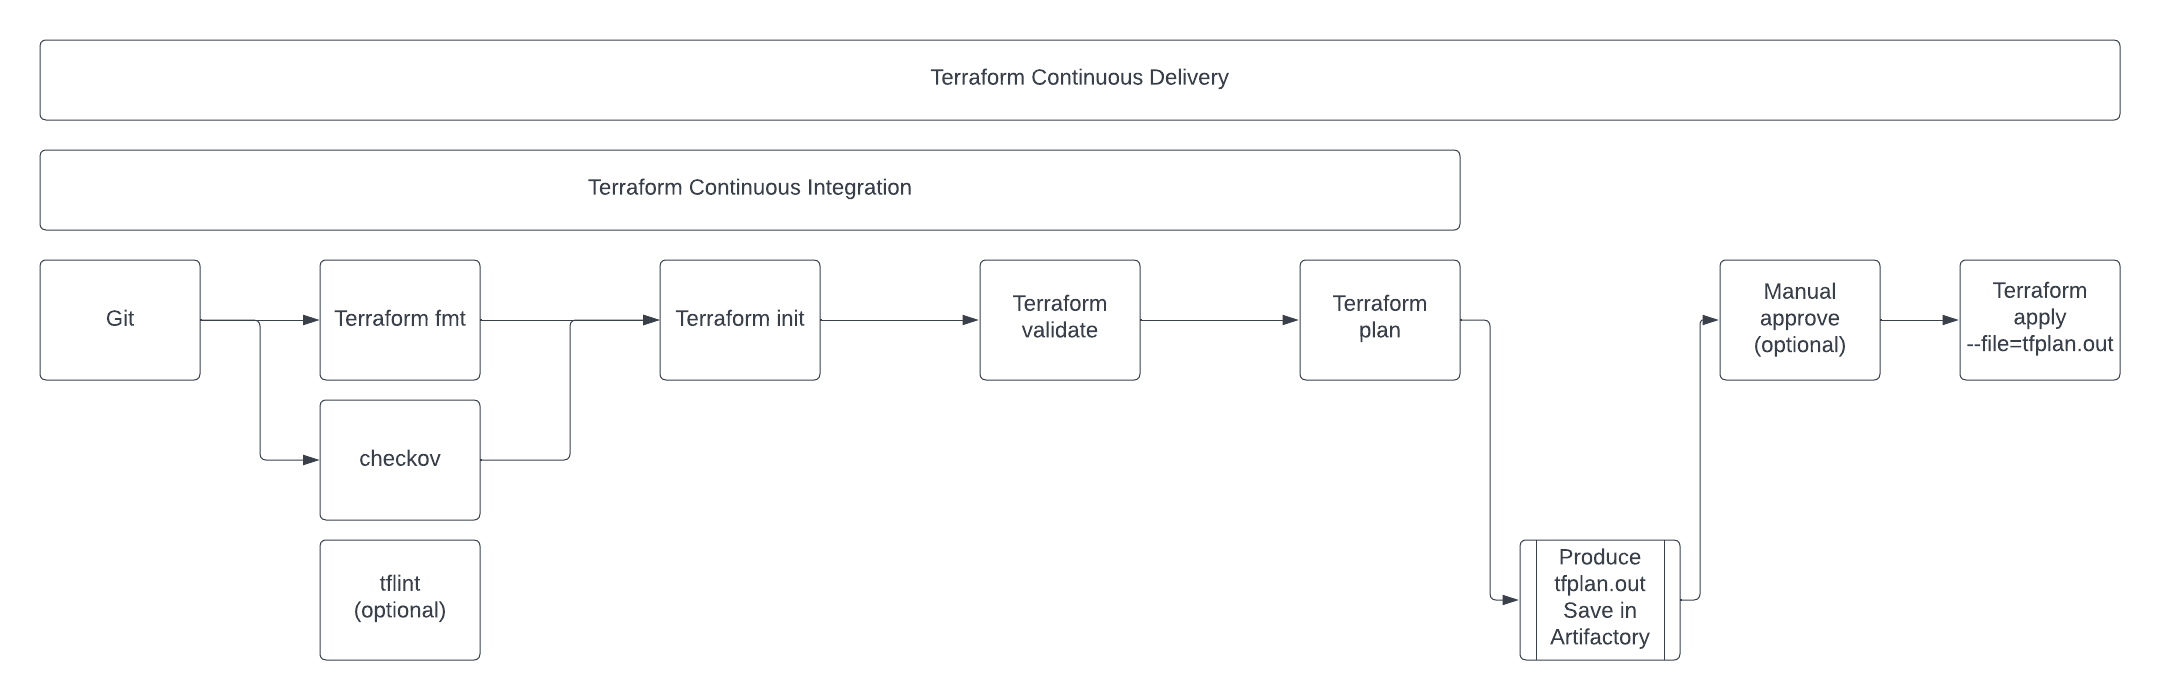 Terraform Continuous Delivery
Terraform Continuous Integration
Git
Terraform fmt
Terraform init
Terraform
validate
Terraform
plan
Manual
approve
(optional)
Terraform
apply
--file=tfplan.out
checkov
tflint
(optional)
Produce
tfplan.out
Save in
Artifactory